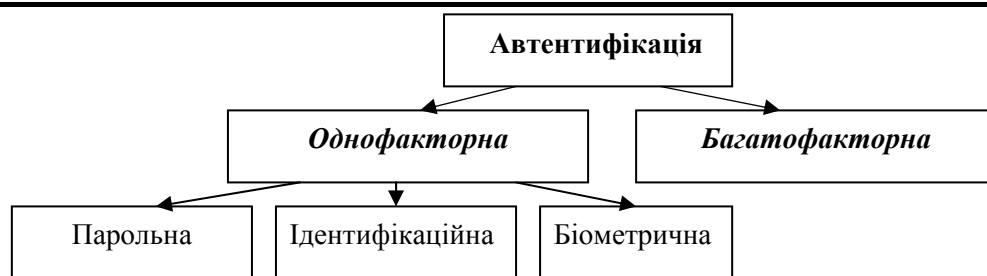 Автентифікація
Однофакторна
Багатофакторна
Парольна
Ідентифікаційна
Біометрична